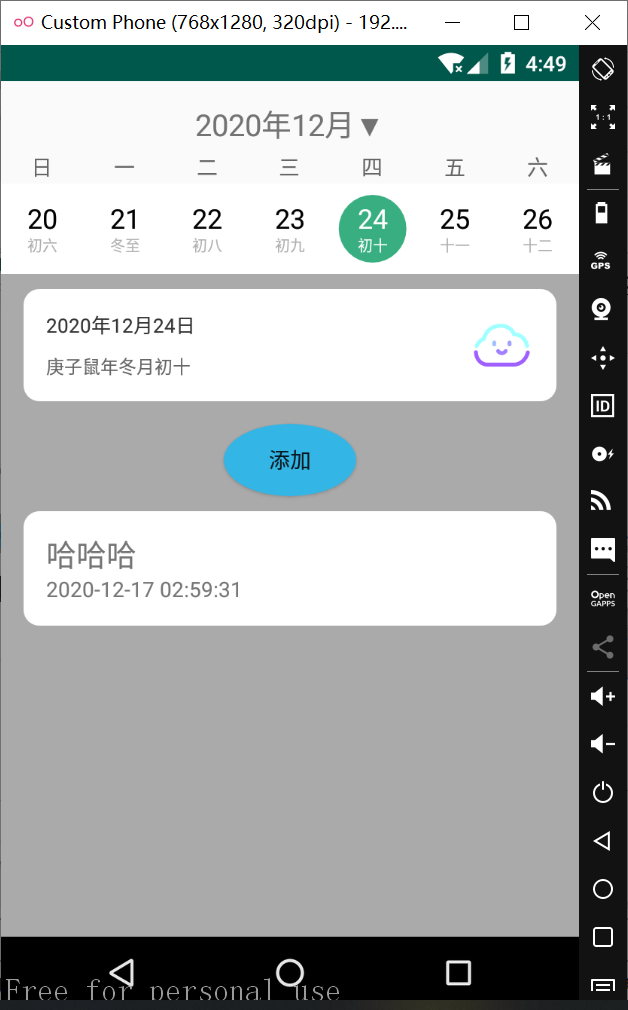 Custom Phone (768x1280, 320dpi) - 192....
4:49
2020年12月▼
日 一 二 三 四 五 六
20 21 22 23 24 25 26
初六 冬至 初八 初九 初十 十一 十二
2020年12月24日
庚子鼠年冬月初十
添加
哈哈哈
2020-12-17 02:59:31
Free for personal use
1:1
GPS
ID
Open
GAPPS